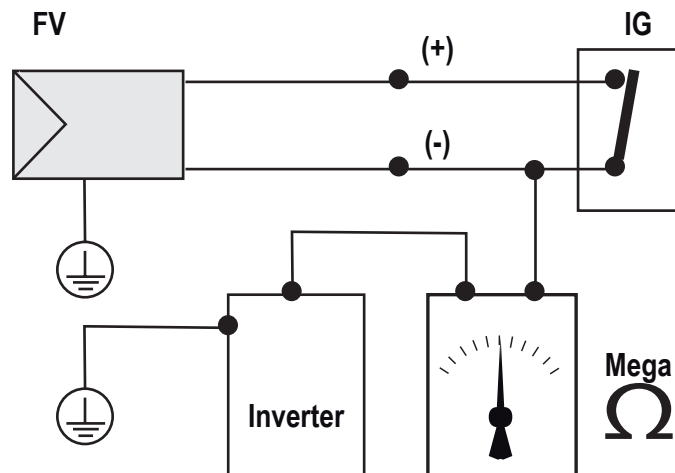 FV
IG
(+)
(-)
Inverter
Mega
Ω